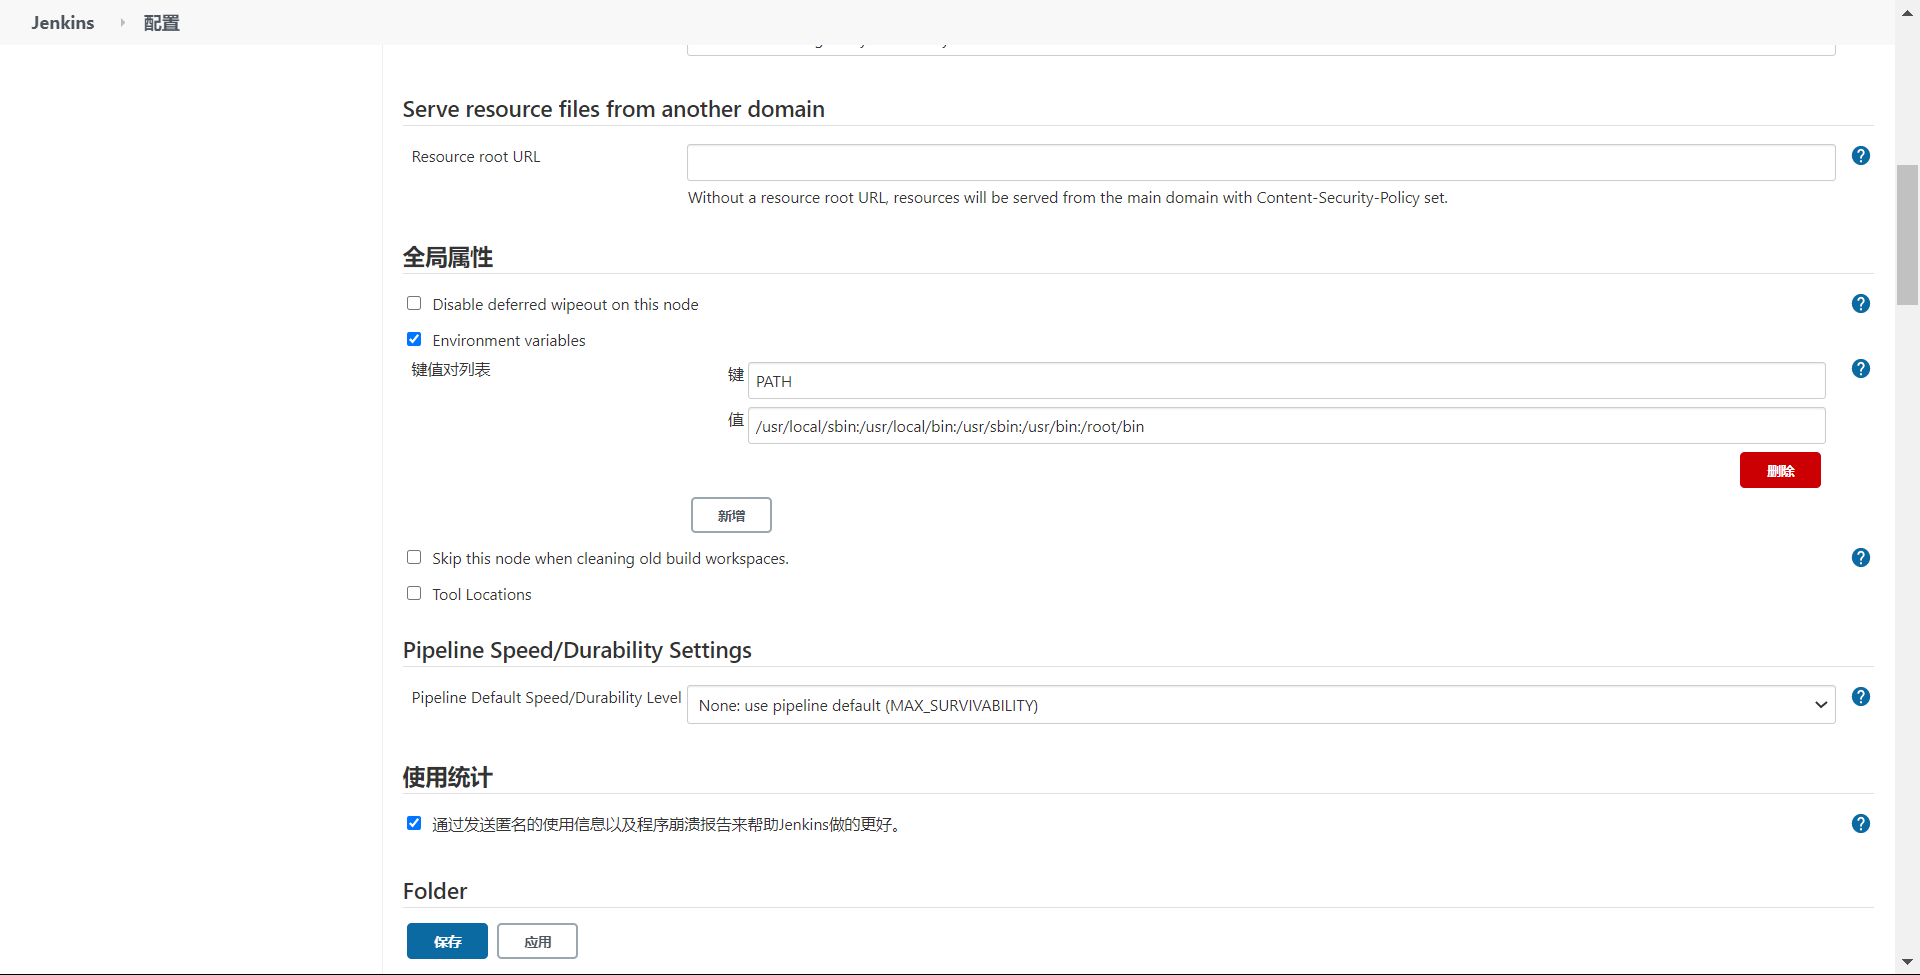 Jenkins 配置
Serve resource files from another domain
Resource root URL
Without a resource root URL, resources will be served from the main domain with Content-Security-Policy set.
全局属性
Disable deferred wipeout on this node
Environment variables
键值对列表
键 PATH
值 /usr/local/sbin:/usr/local/bin:/usr/sbin:/usr/bin:/root/bin
删除
新增
Skip this node when cleaning old build workspaces.
Tool Locations
Pipeline Speed/Durability Settings
Pipeline Default Speed/Durability Level None: use pipeline default (MAX_SURVIVABILITY)
使用统计
通过发送匿名的使用信息以及程序崩溃报告来帮助Jenkins做的更好。
Folder
保存 应用